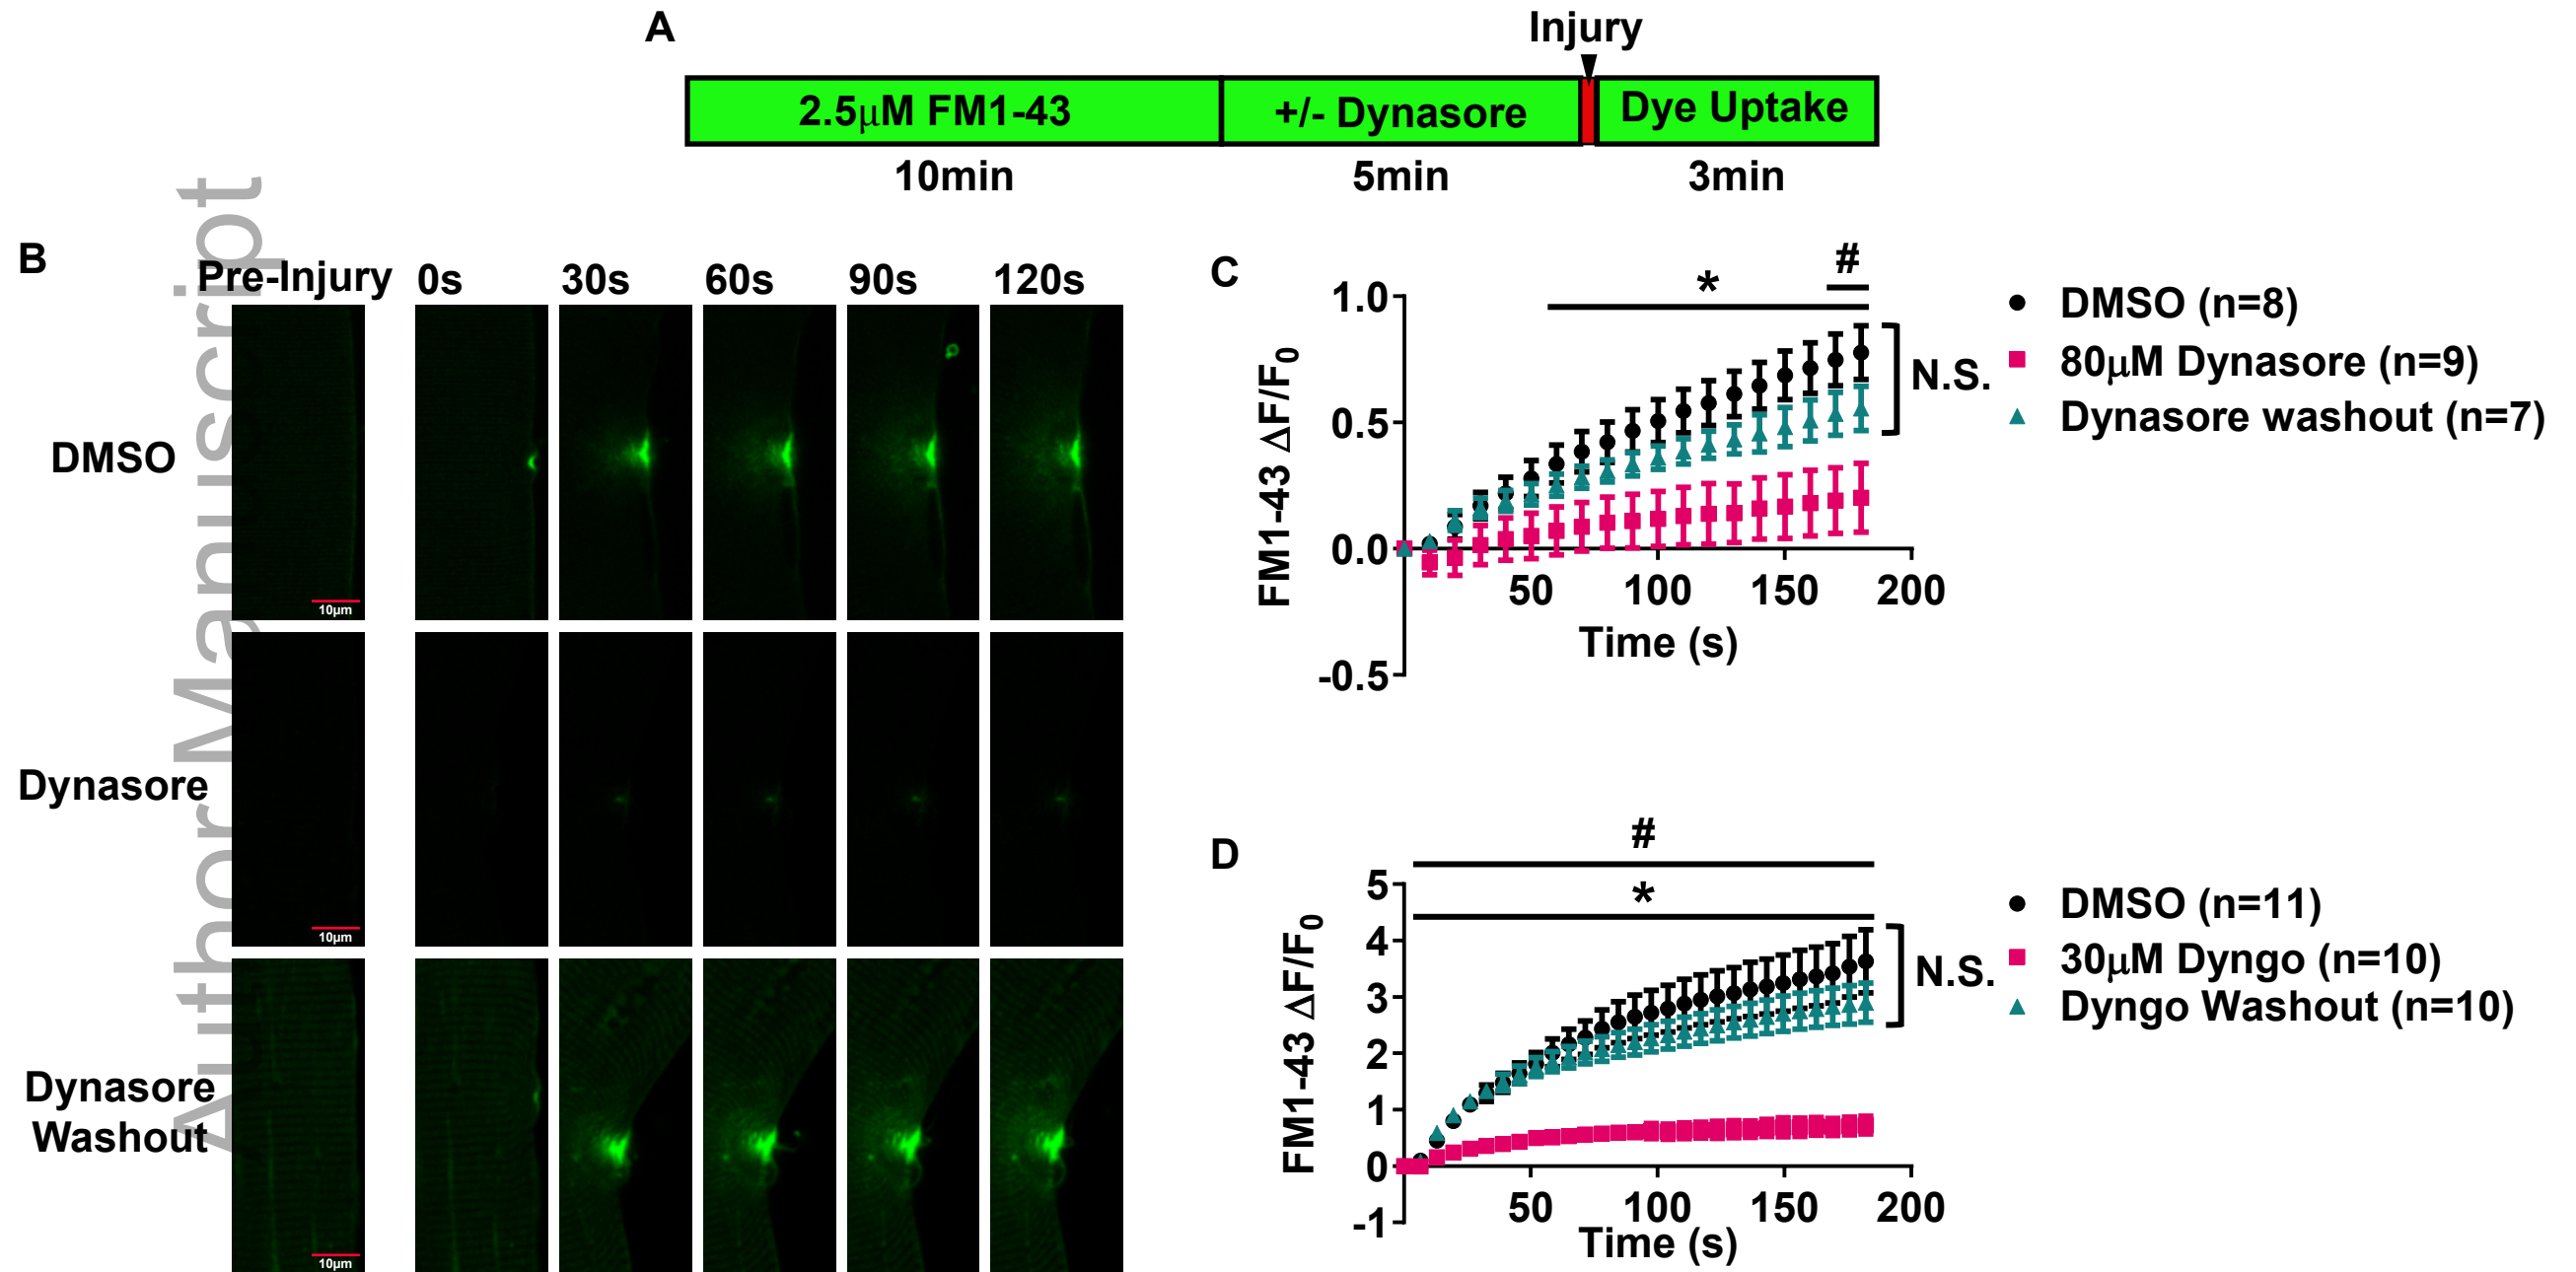 A
Injury
2.5μM FM1-43
+/- Dynasore
Dye Uptake
10min
5min
3min
Author Manuscript
B
Pre-Injury
0s
30s
60s
90s
120s
DMSO
10μm
Dynasore
10μm
Dynasore
Washout
10μm
C
#
*
1.0
0.5
0.0
-0.5
FM1-43 ΔF/F0
50
100
150
200
Time (s)
N.S.
DMSO (n=8)
80μM Dynasore (n=9)
Dynasore washout (n=7)
D
#
*
5
4
3
2
1
0
-1
FM1-43 ΔF/F0
50
100
150
200
Time (s)
N.S.
DMSO (n=11)
30μM Dyngo (n=10)
Dyngo Washout (n=10)